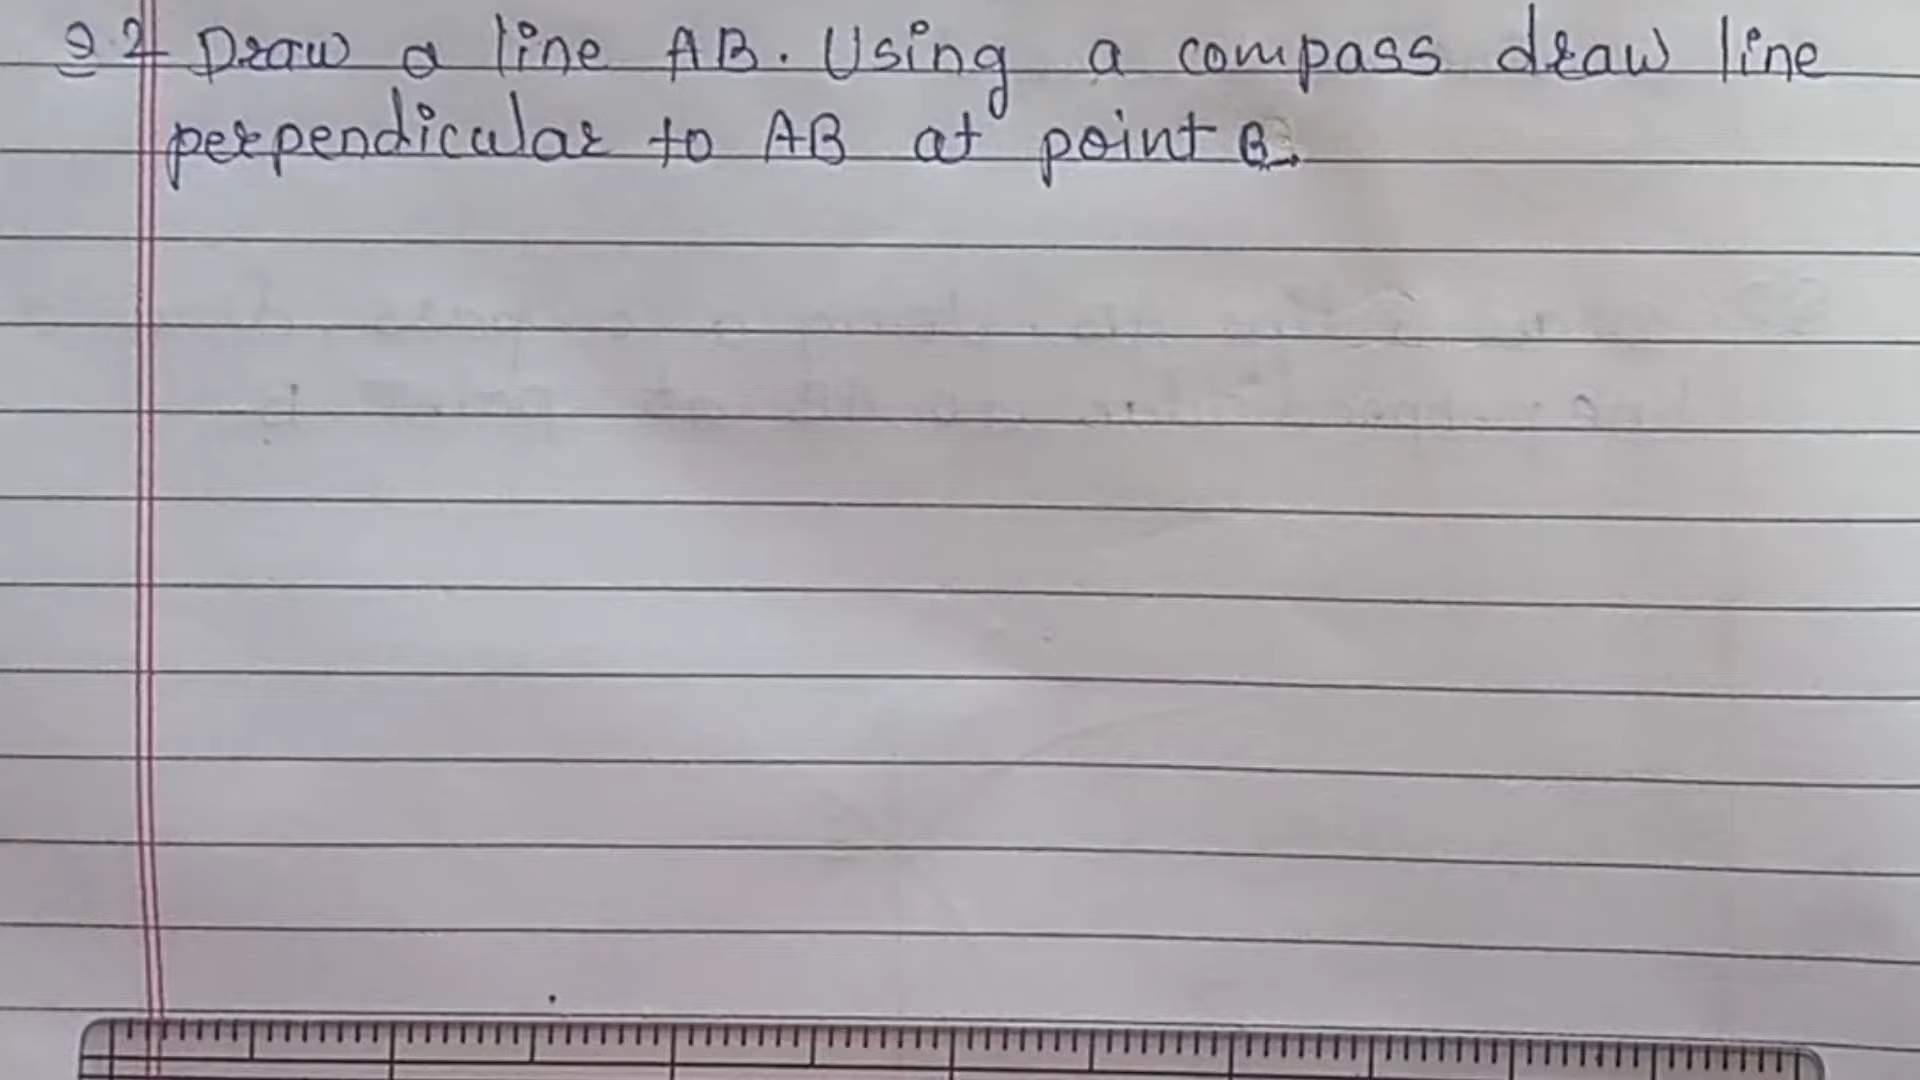 Q.2 Draw a line AB. Using a compass draw line
perpendicular to AB at point B.